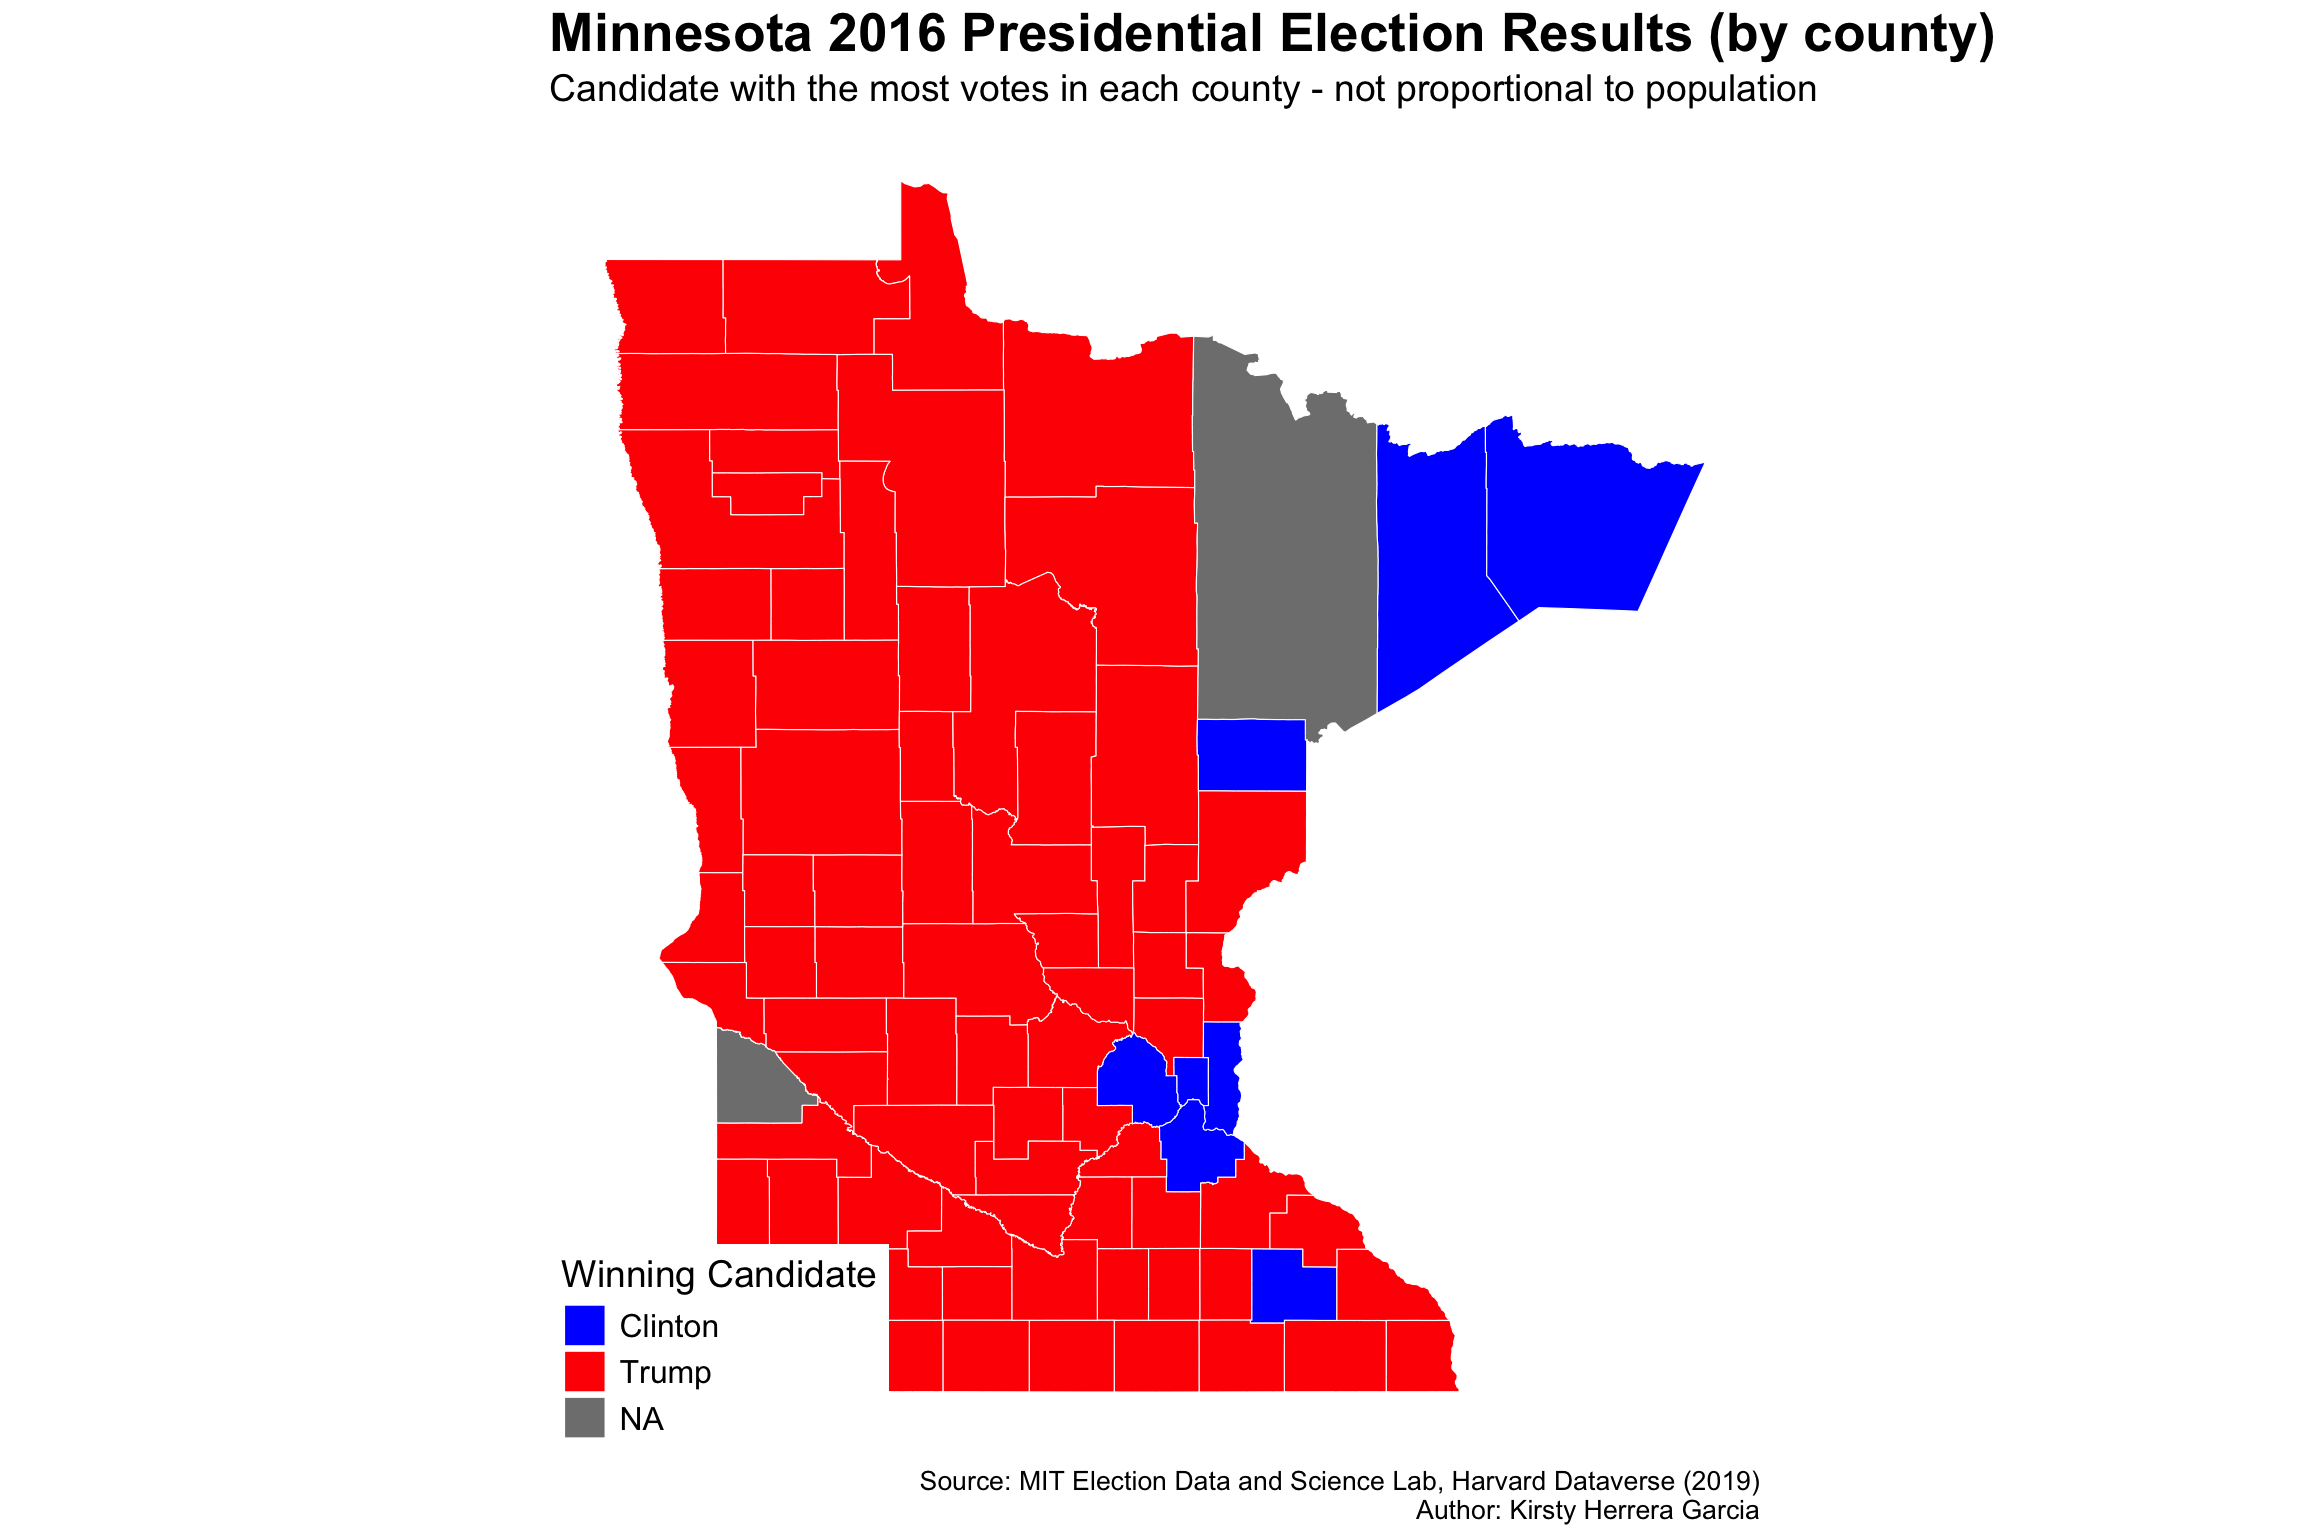 Minnesota 2016 Presidential Election Results (by county)
Candidate with the most votes in each county - not proportional to population
Winning Candidate
Clinton
Trump
NA
Source: MIT Election Data and Science Lab, Harvard Dataverse (2019)
Author: Kirsty Herrera Garcia